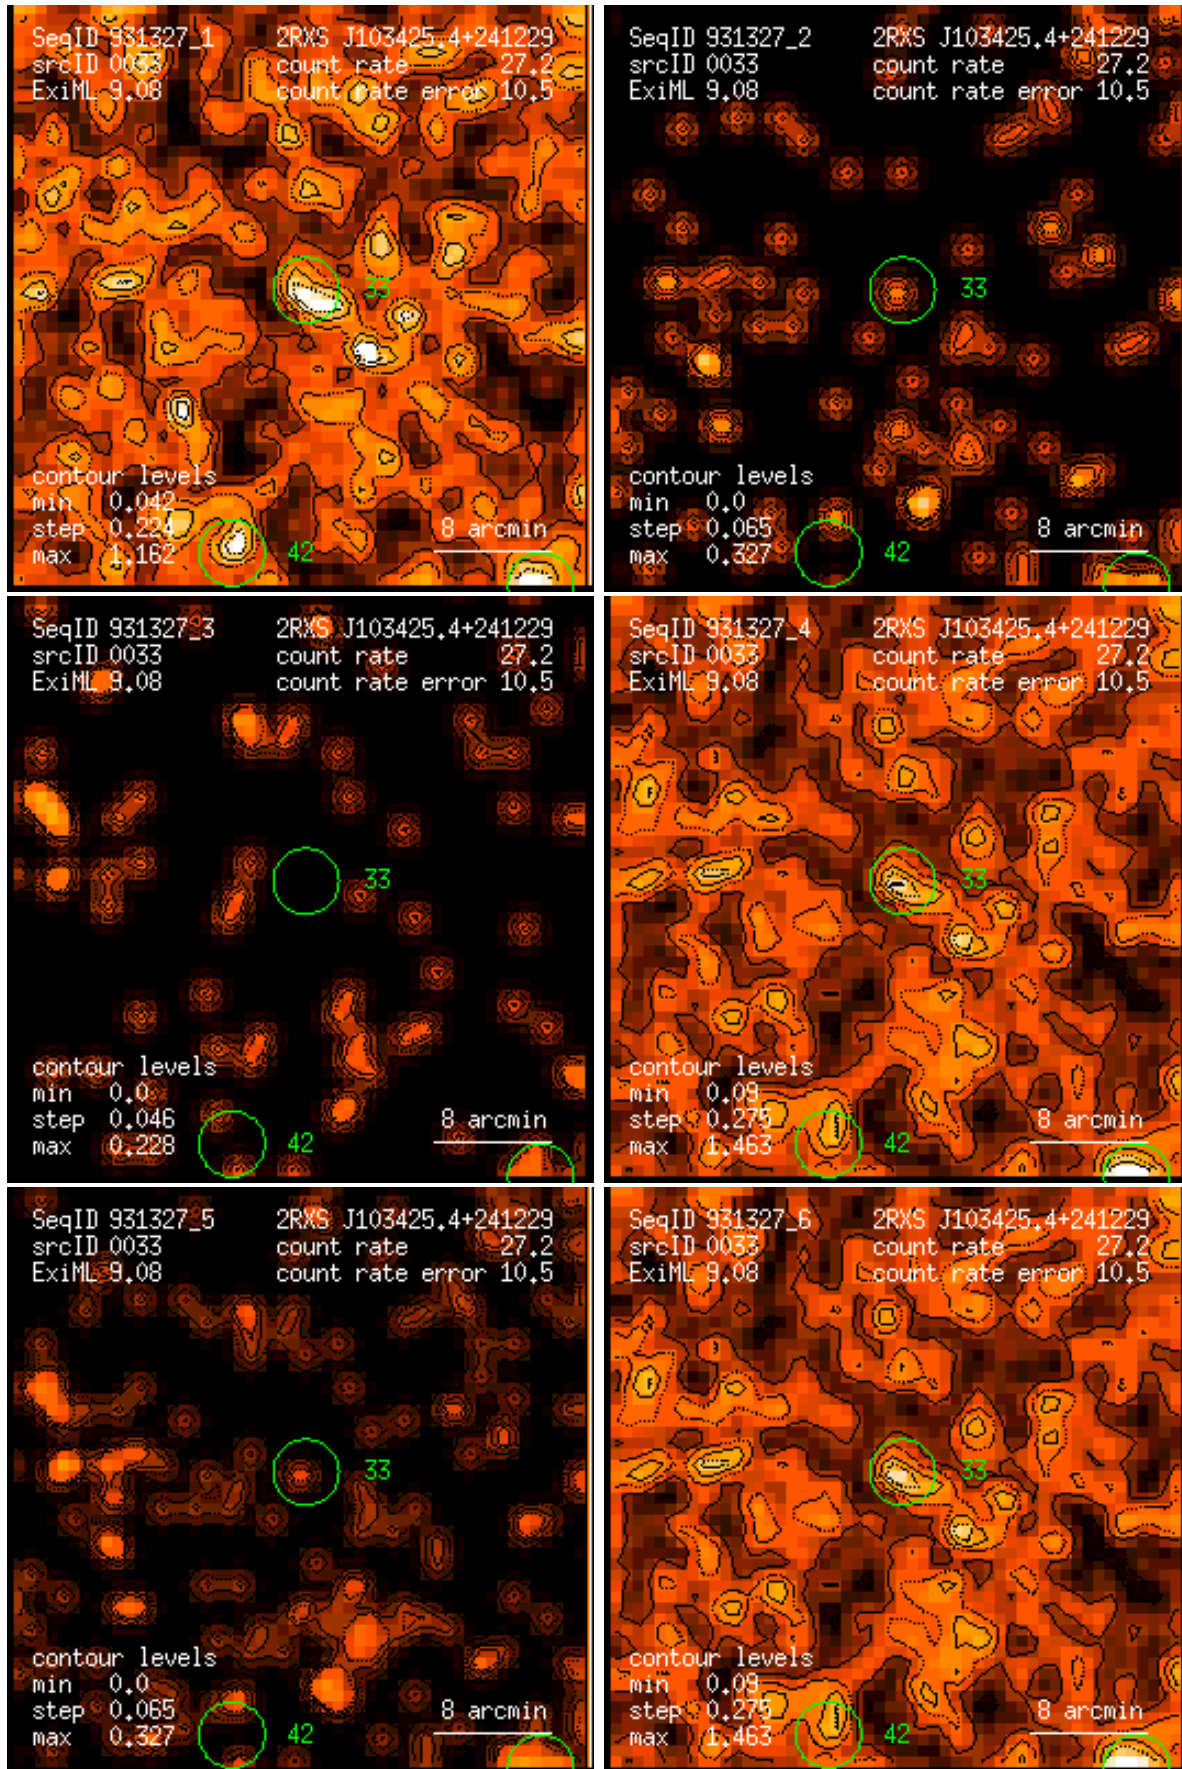 SeqID 931327_1 2RXS J103425.4+241229
srcID 0033 count rate 27.2
ExiML 9.08 count rate error 10.5
33
contour levels
min 0.042
step 0.224
max 1.162
8 arcmin
42
SeqID 931327_2 2RXS J103425.4+241229
srcID 0033 count rate 27.2
ExiML 9.08 count rate error 10.5
33
contour levels
min 0.0
step 0.065
max 0.327
8 arcmin
42
SeqID 931327_3 2RXS J103425.4+241229
srcID 0033 count rate 27.2
ExiML 9.08 count rate error 10.5
33
contour levels
min 0.0
step 0.046
max 0.228
8 arcmin
42
SeqID 931327_4 2RXS J103425.4+241229
srcID 0033 count rate 27.2
ExiML 9.08 count rate error 10.5
33
contour levels
min 0.09
step 0.275
max 1.463
8 arcmin
42
SeqID 931327_5 2RXS J103425.4+241229
srcID 0033 count rate 27.2
ExiML 9.08 count rate error 10.5
33
contour levels
min 0.0
step 0.065
max 0.327
8 arcmin
42
SeqID 931327_6 2RXS J103425.4+241229
srcID 0033 count rate 27.2
ExiML 9.08 count rate error 10.5
33
contour levels
min 0.09
step 0.275
max 1.463
8 arcmin
42